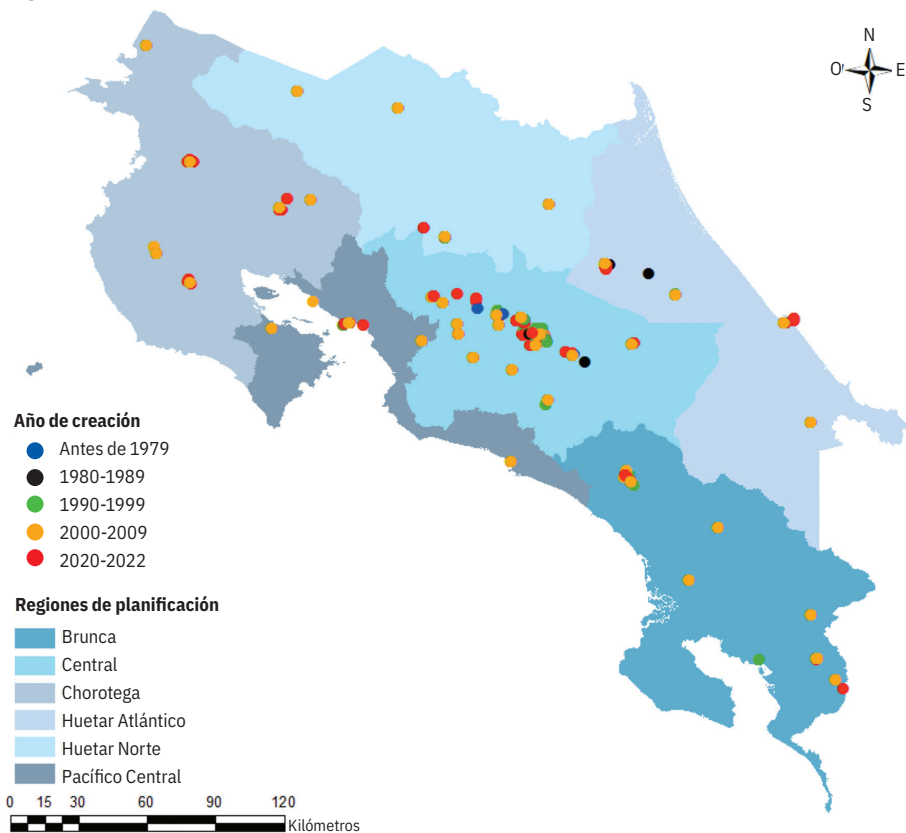 N
O E
S
Año de creación
Antes de 1979
1980-1989
1990-1999
2000-2009
2020-2022
Regiones de planificación
Brunca
Central
Chorotega
Huetar Atlántico
Huetar Norte
Pacífico Central
0 15 30 60 90 120
Kilómetros